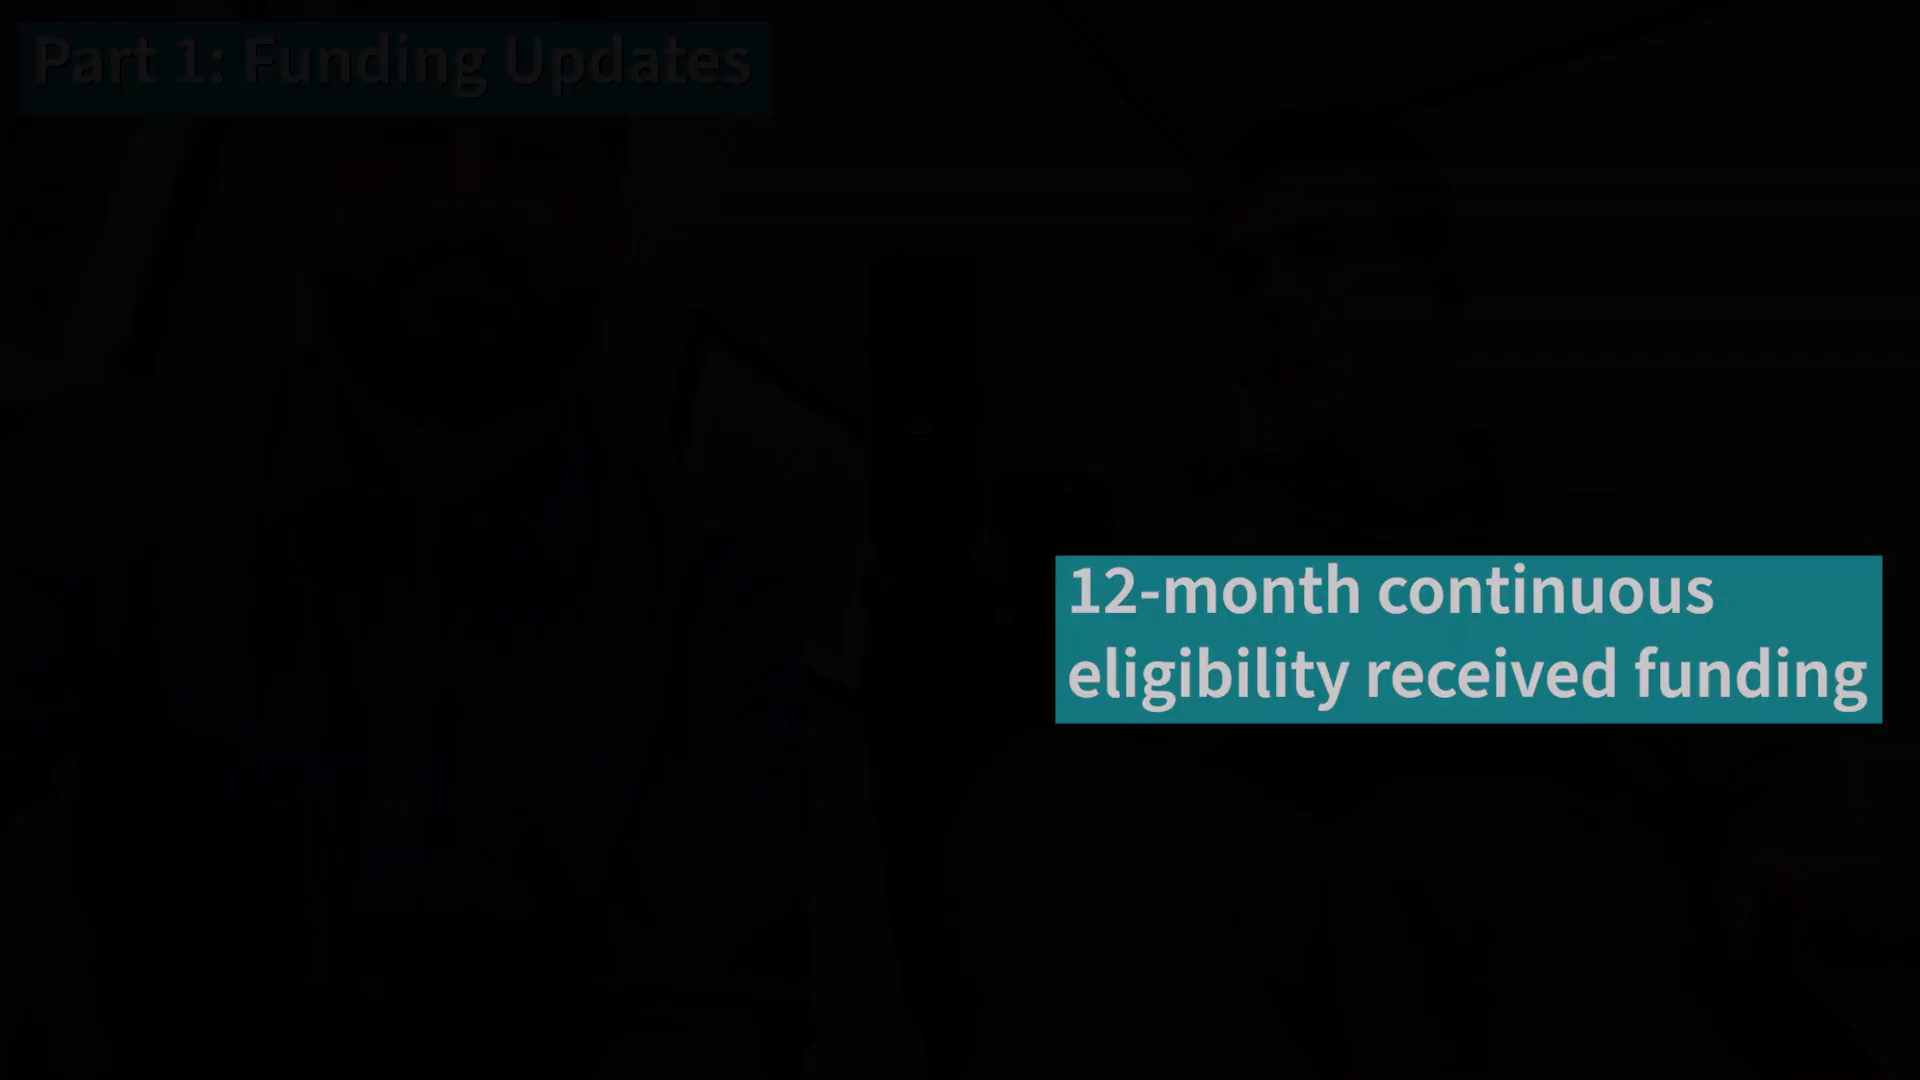 Part 1: Funding Updates
12-month continuous
eligibility received funding